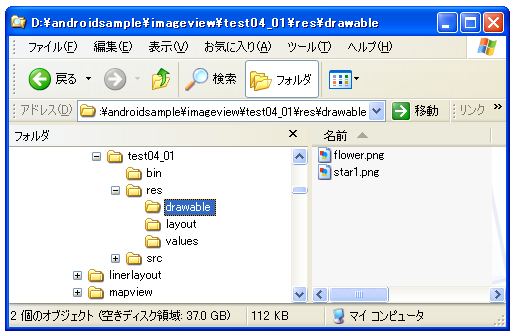 D:¥androidsample¥imageview¥test04_01¥res¥drawable
ファイル(F) 編集(E) 表示(V) お気に入り(A) ツール(T) ヘルプ(H)
戻る 検索 フォルダ
アドレス(D) :¥androidsample¥imageview¥test04_01¥res¥drawable 移動 リンク »
フォルダ × 名前
test04_01 flower.png
bin star1.png
res
drawable
layout
values
src
linerlayout
mapview
2 個のオブジェクト (空きディスク領域: 37.0 GB) 112 KB マイ コンピュータ